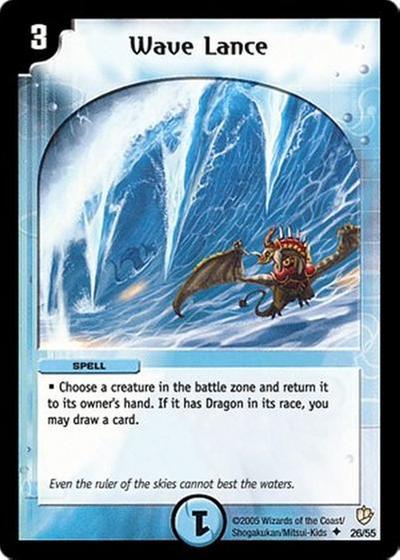 3
Wave Lance
SPELL
▪ Choose a creature in the battle zone and return it
to its owner's hand. If it has Dragon in its race, you
may draw a card.
Even the ruler of the skies cannot best the waters.
1
©2005 Wizards of the Coast/
Shogakukan/Mitsui-Kids ✦ 26/55